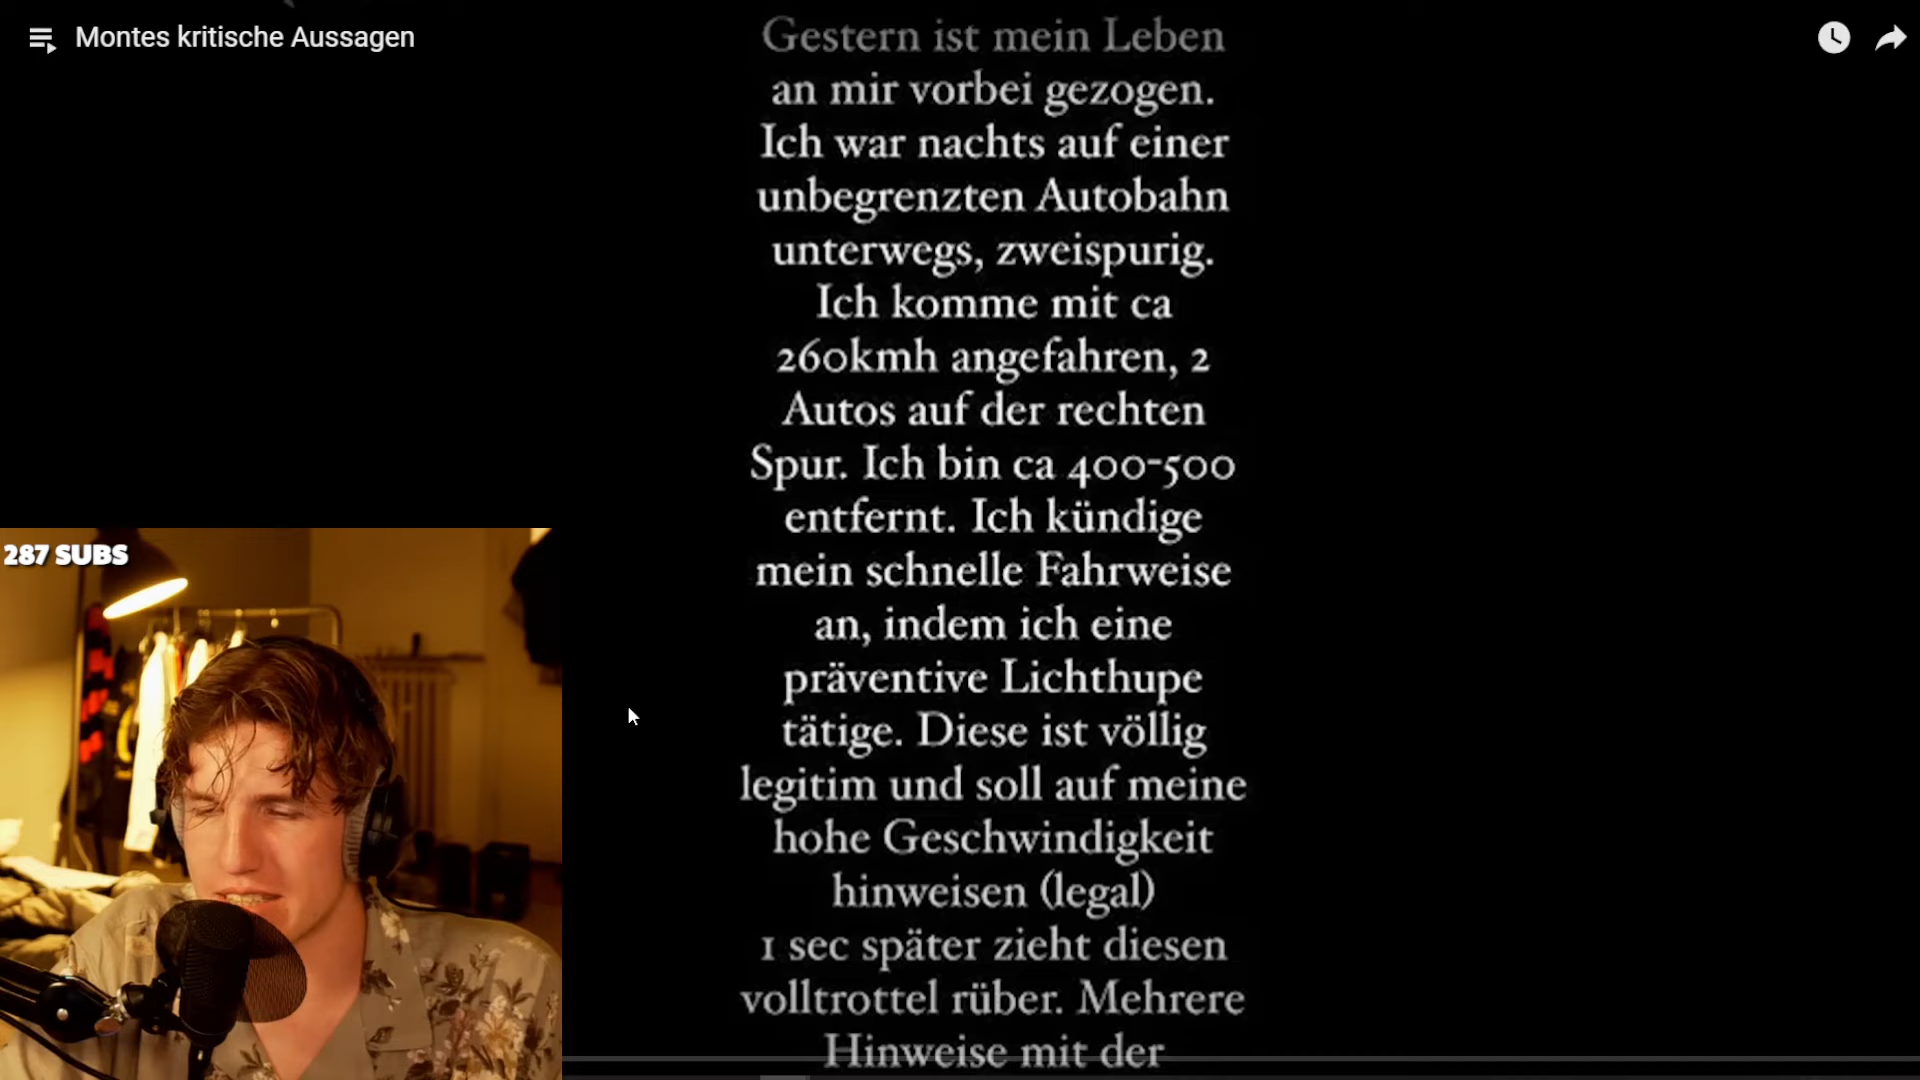 Montes kritische Aussagen
Gestern ist mein Leben
an mir vorbei gezogen.
Ich war nachts auf einer
unbegrenzten Autobahn
unterwegs, zweispurig.
Ich komme mit ca
260kmh angefahren, 2
Autos auf der rechten
Spur. Ich bin ca 400-500
entfernt. Ich kündige
mein schnelle Fahrweise
an, indem ich eine
präventive Lichthupe
tätige. Diese ist völlig
legitim und soll auf meine
hohe Geschwindigkeit
hinweisen (legal)
1 sec später zieht diesen
volltrottel rüber. Mehrere
Hinweise mit der
287 SUBS